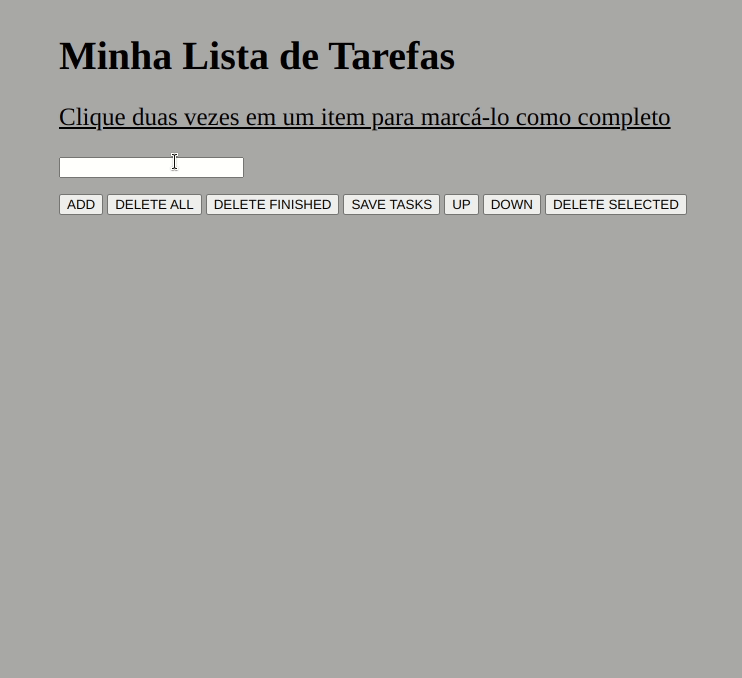 Minha Lista de Tarefas
Clique duas vezes em um item para marcá-lo como completo
ADD DELETE ALL DELETE FINISHED SAVE TASKS UP DOWN DELETE SELECTED